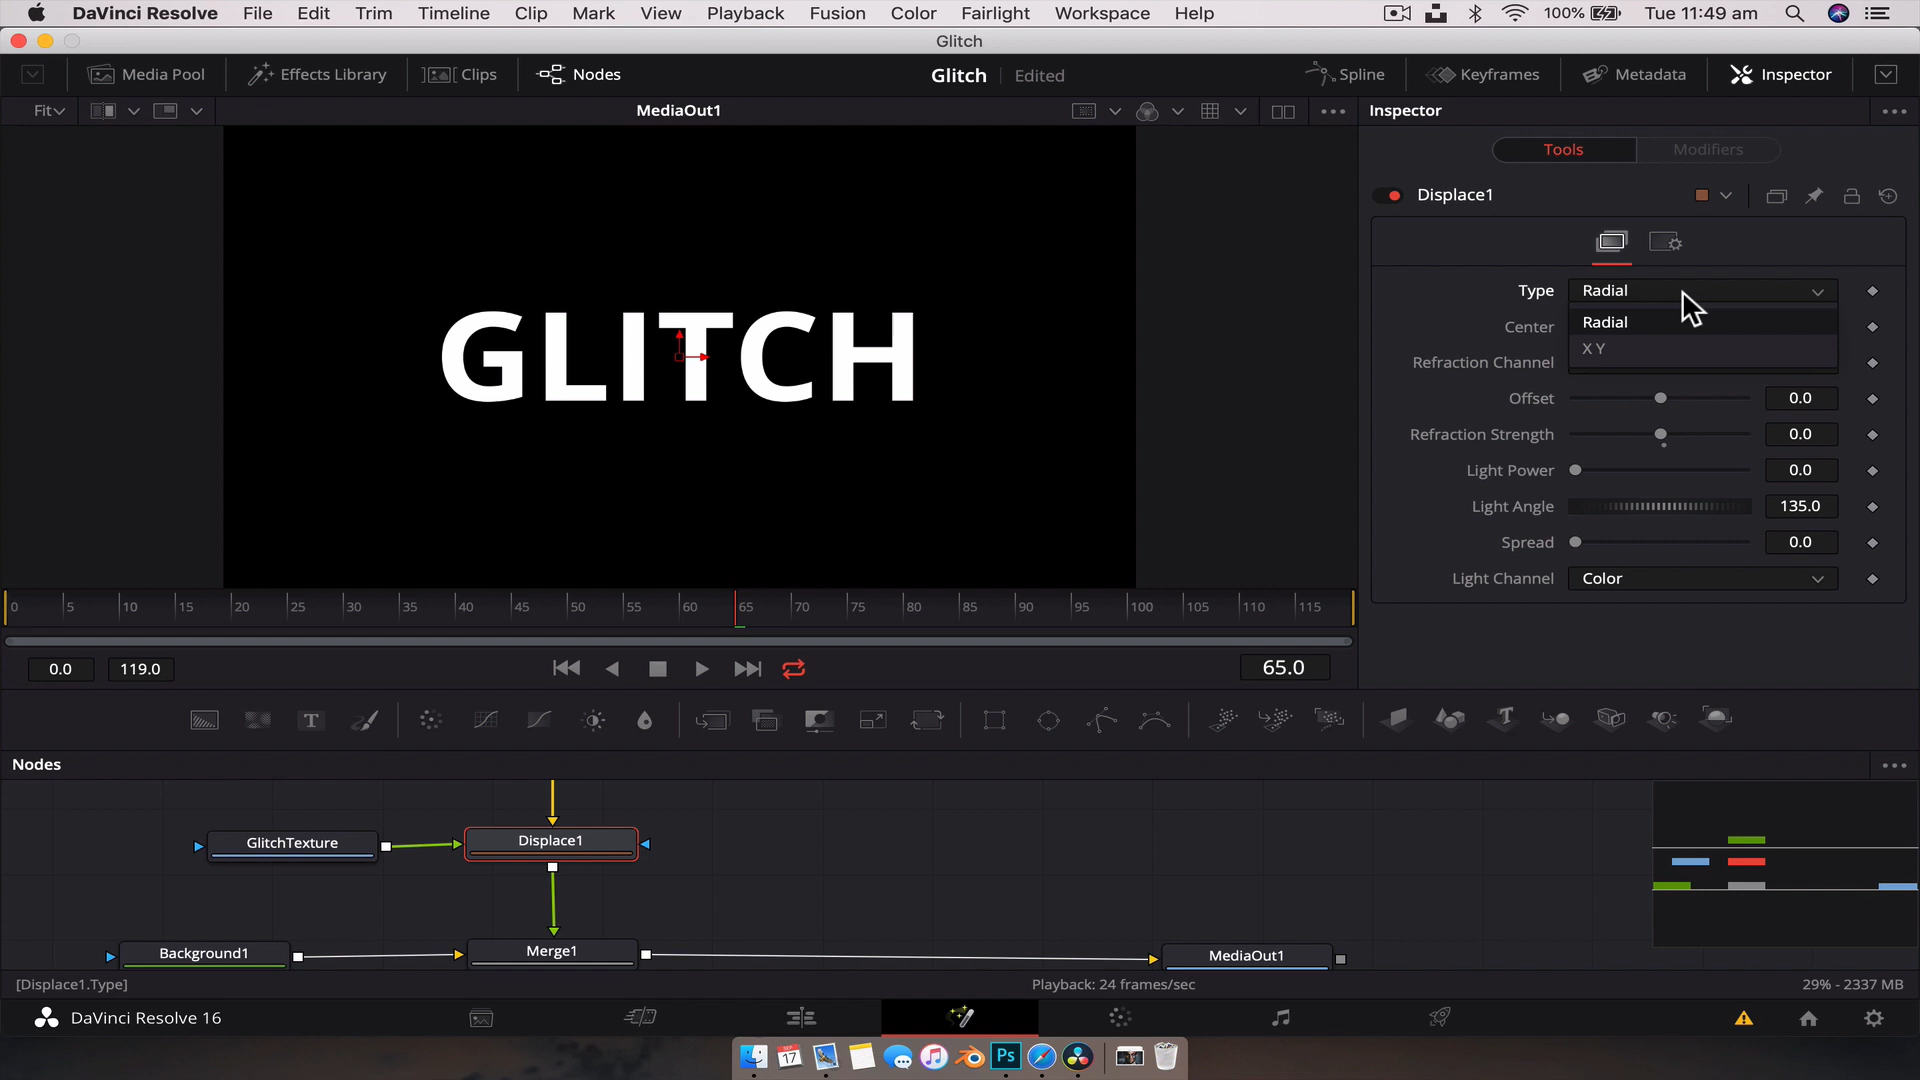 DaVinci Resolve File Edit Trim Timeline Clip Mark View Playback Fusion Color Fairlight Workspace Help 100% Tue 11:49 am
Glitch
Media Pool Effects Library Clips Nodes Glitch Edited Spline Keyframes Metadata Inspector
Fit MediaOut1 Inspector
Tools Modifiers
Displace1
Type Radial
Radial
X Y
Center
Refraction Channel
Offset 0.0
Refraction Strength 0.0
Light Power 0.0
Light Angle 135.0
Spread 0.0
Light Channel Color
GLITCH
0 5 10 15 20 25 30 35 40 45 50 55 60 65 70 75 80 85 90 95 100 105 110 115
0.0 119.0 65.0
T T
Nodes
GlitchTexture Displace1
Background1 Merge1 MediaOut1
[Displace1.Type] Playback: 24 frames/sec 29% - 2337 MB
DaVinci Resolve 16
SEP
17
Ps